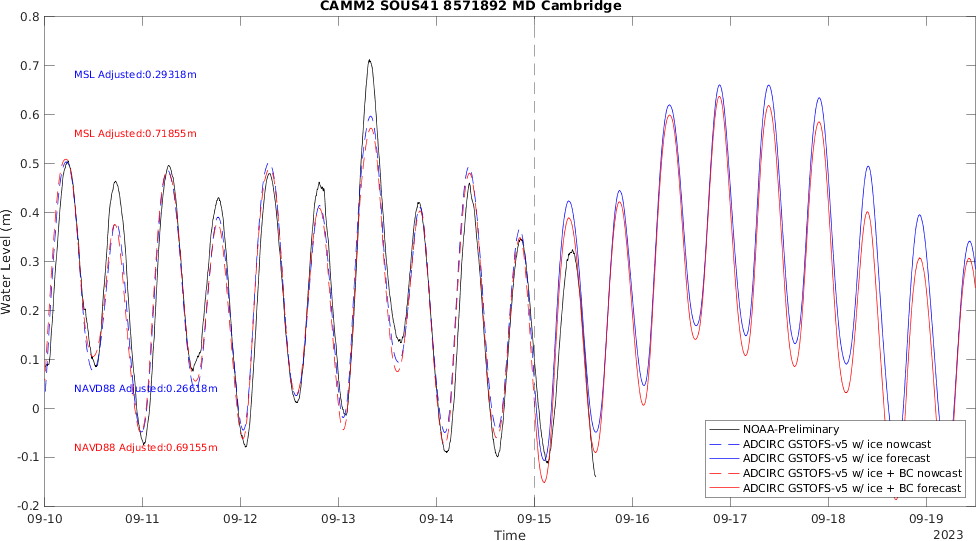 CAMM2 SOUS41 8571892 MD Cambridge
0.8
0.7
0.6
0.5
0.4
0.3
0.2
0.1
0
-0.1
-0.2
Water Level (m)
MSL Adjusted:0.29318m
MSL Adjusted:0.71855m
NAVD88 Adjusted:0.26618m
NAVD88 Adjusted:0.69155m
NOAA-Preliminary
ADCIRC GSTOFS-v5 w/ ice nowcast
ADCIRC GSTOFS-v5 w/ ice forecast
ADCIRC GSTOFS-v5 w/ ice + BC nowcast
ADCIRC GSTOFS-v5 w/ ice + BC forecast
09-10 09-11 09-12 09-13 09-14 09-15 09-16 09-17 09-18 09-19
Time
2023